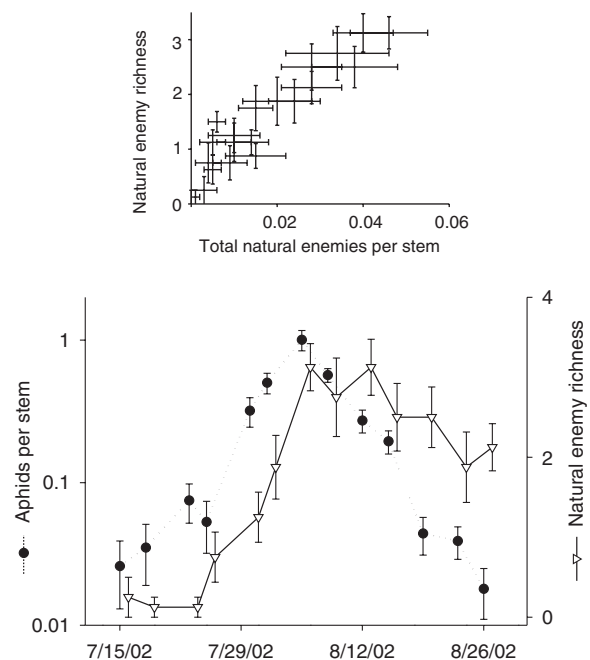 3
2
1
0
Natural enemy richness
0.02 0.04 0.06
Total natural enemies per stem
1
0.1
0.01
Aphids per stem
4
2
0
Natural enemy richness
7/15/02 7/29/02 8/12/02 8/26/02